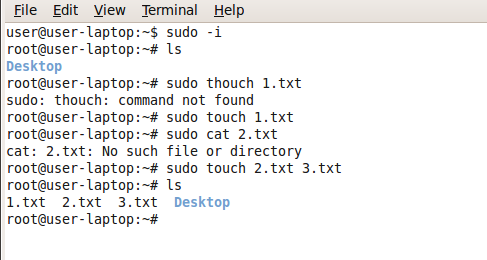 File Edit View Terminal Help
user@user-laptop:~$ sudo -i
root@user-laptop:~# ls
Desktop
root@user-laptop:~# sudo thouch 1.txt
sudo: thouch: command not found
root@user-laptop:~# sudo touch 1.txt
root@user-laptop:~# sudo cat 2.txt
cat: 2.txt: No such file or directory
root@user-laptop:~# sudo touch 2.txt 3.txt
root@user-laptop:~# ls
1.txt  2.txt  3.txt  Desktop
root@user-laptop:~#